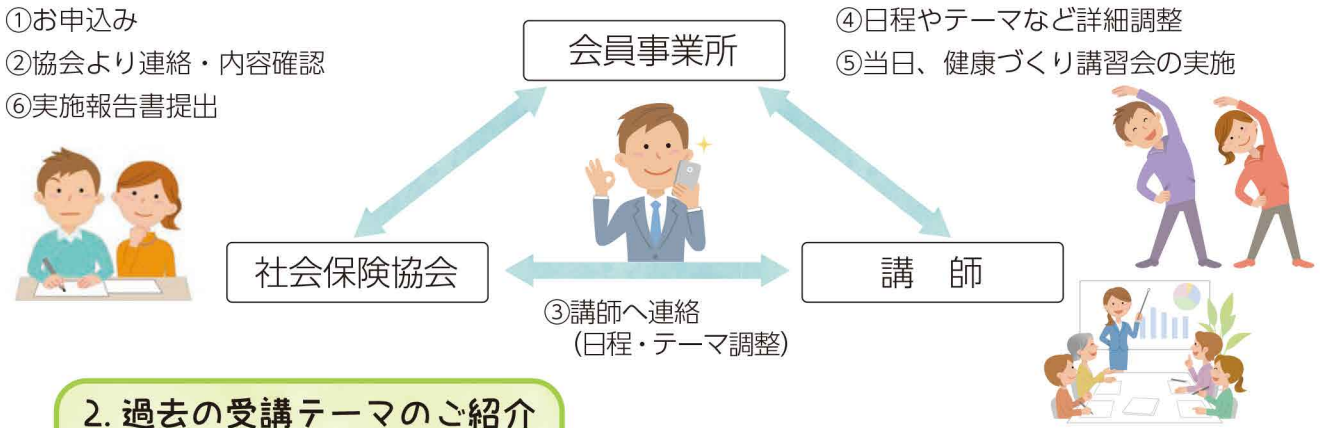 ①お申込み
②協会より連絡・内容確認
⑥実施報告書提出
会員事業所
④日程やテーマなど詳細調整
⑤当日、健康づくり講習会の実施
社会保険協会
講　師
③講師へ連絡
(日程・テーマ調整)
2. 過去の受講テーマのご紹介